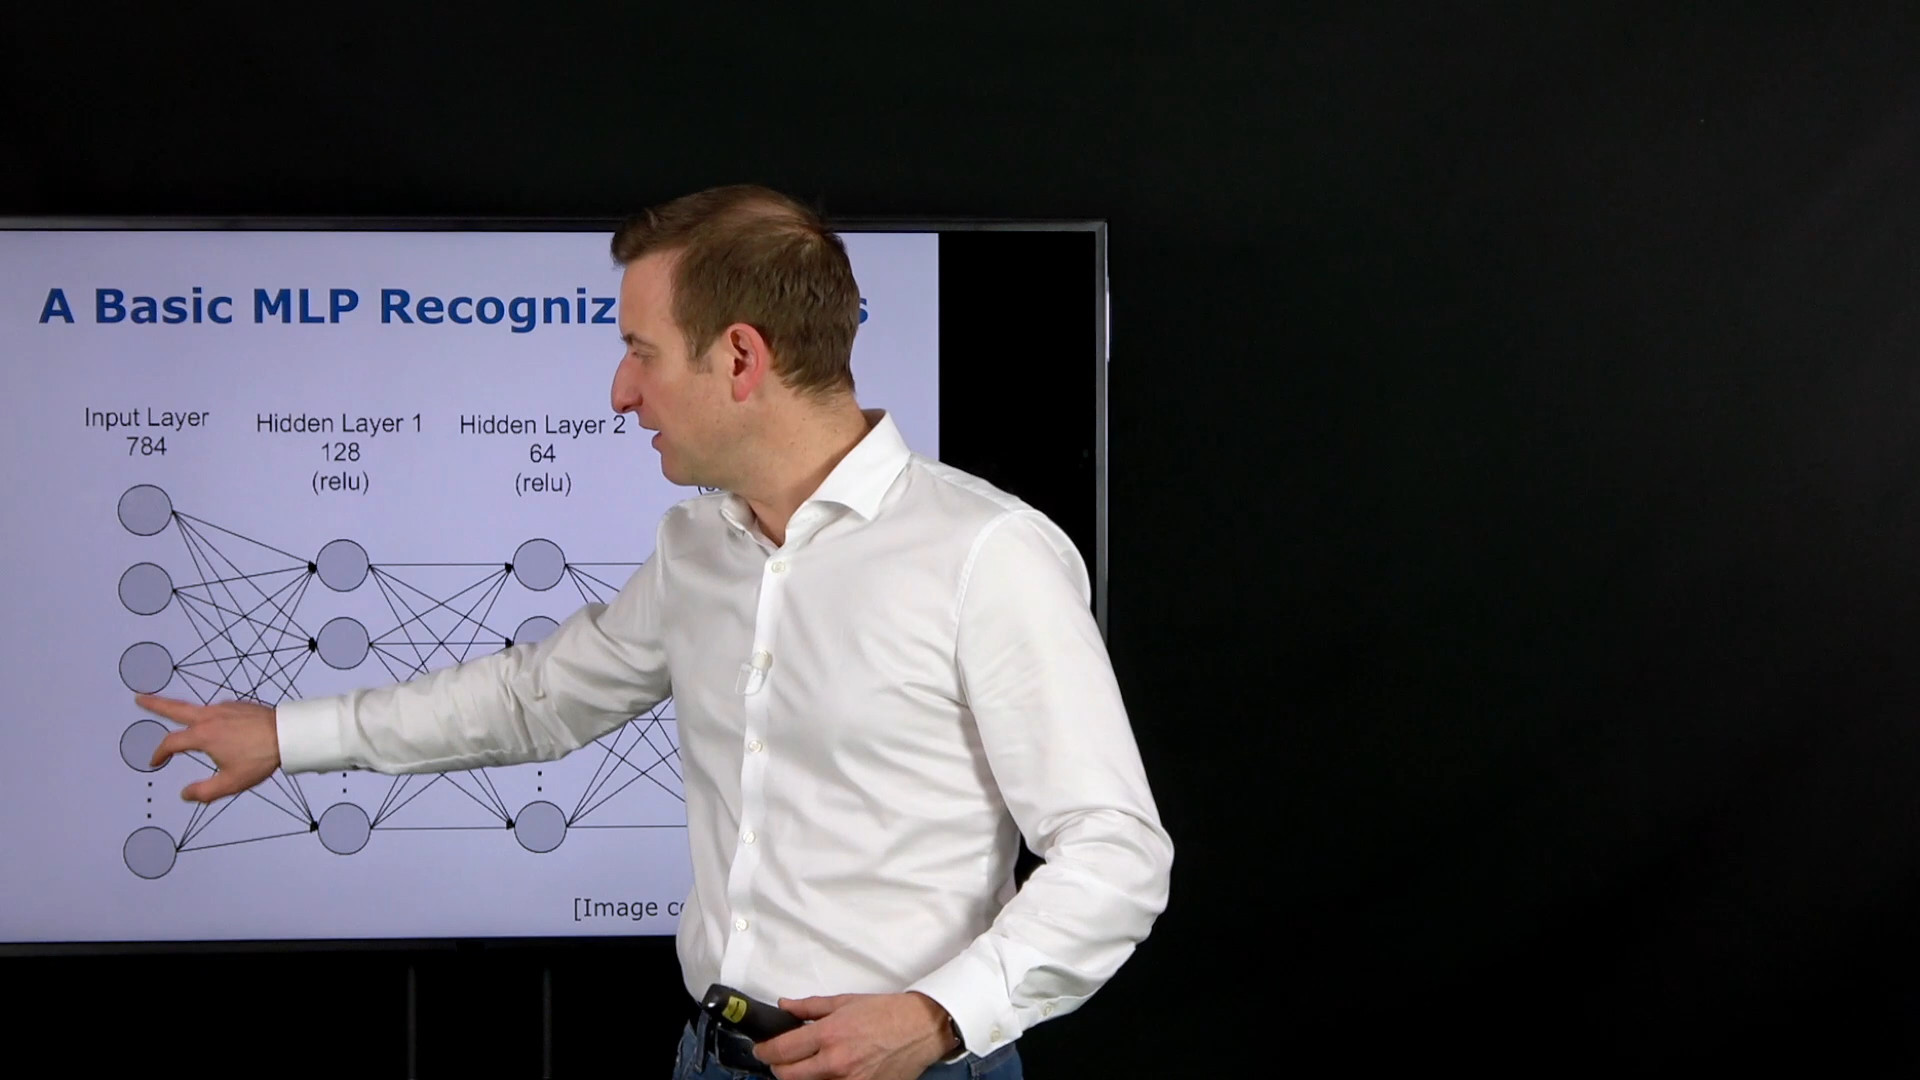 A Basic MLP Recogniz s
Input Layer
784
Hidden Layer 1
128
(relu)
Hidden Layer 2
64
(relu)
[Image